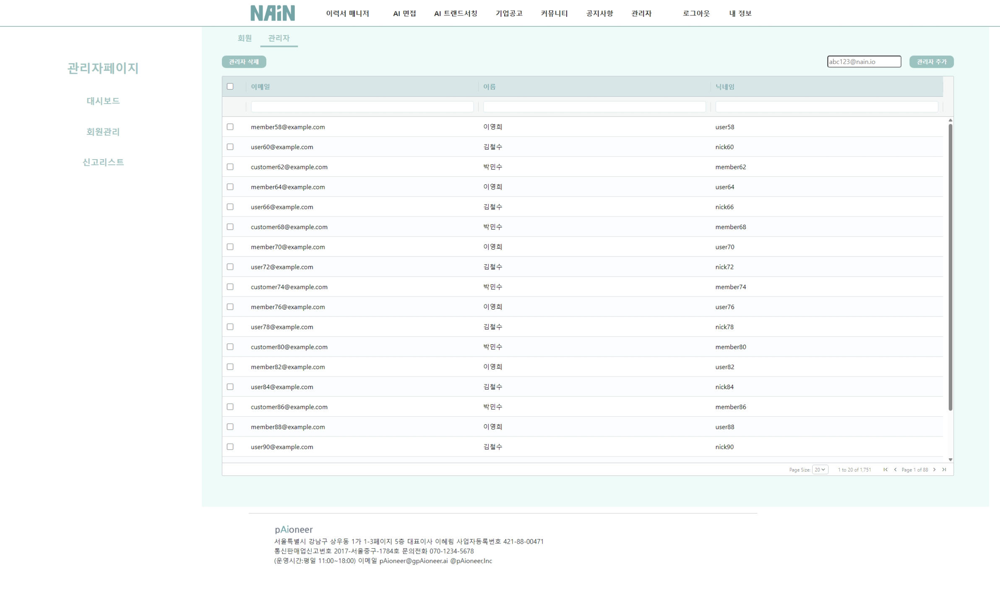 NAiN 이력서 매니저 AI 면접 AI 트랜드서칭 기업공고 커뮤니티 공지사항 관리자 로그아웃 내 정보
회원 관리자
관리자 삭제 abc123@nain.io 관리자 추가
관리자페이지
대시보드
회원관리
신고리스트
이메일 이름 닉네임
member58@example.com 이영희 user58
user60@example.com 김철수 nick60
customer62@example.com 박민수 member62
member64@example.com 이영희 user64
user66@example.com 김철수 nick66
customer68@example.com 박민수 member68
member70@example.com 이영희 user70
user72@example.com 김철수 nick72
customer74@example.com 박민수 member74
member76@example.com 이영희 user76
user78@example.com 김철수 nick78
customer80@example.com 박민수 member80
member82@example.com 이영희 user82
user84@example.com 김철수 nick84
customer86@example.com 박민수 member86
member88@example.com 이영희 user88
user90@example.com 김철수 nick90
Page Size: 20 1 to 20 of 1,751 Page 1 of 88
pAioneer
서울특별시 강남구 상우동 1가 1-3페이지 5층 대표이사 이혜림 사업자등록번호 421-88-00471
통신판매업신고번호 2017-서울중구-1784호 문의전화 070-1234-5678
(운영시간:평일 11:00~18:00) 이메일 pAioneer@gpAioneer.ai @pAioneer,Inc